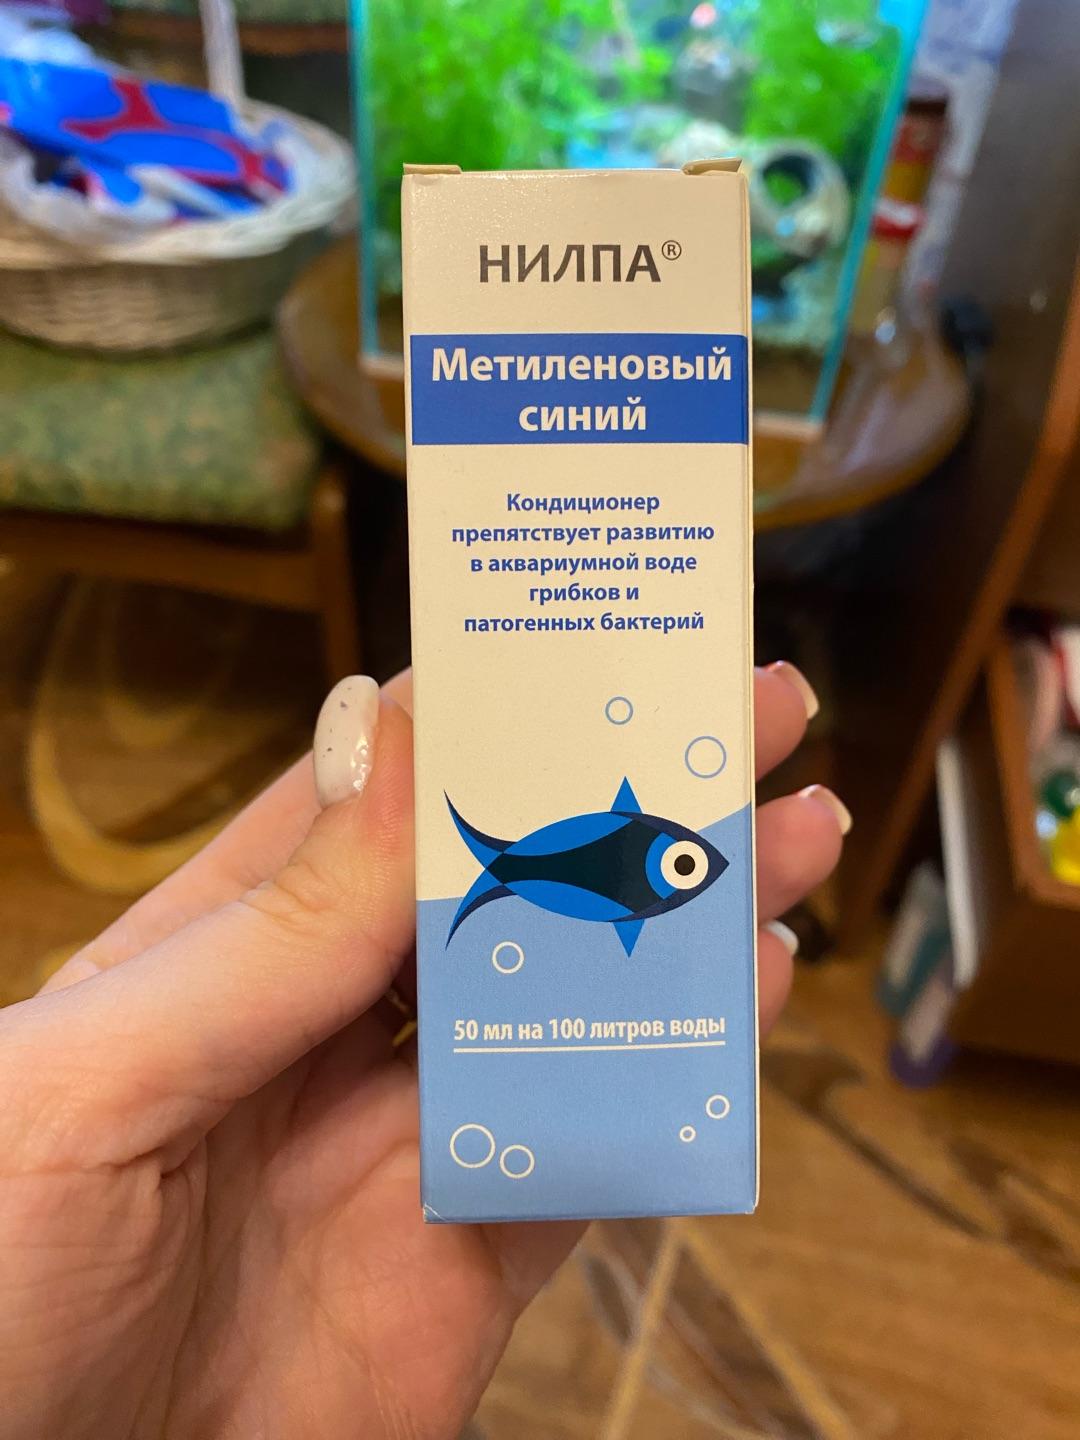 НИЛПА®
Метиленовый
синий
Кондиционер
препятствует развитию
в аквариумной воде
грибков и
патогенных бактерий
50 мл на 100 литров воды